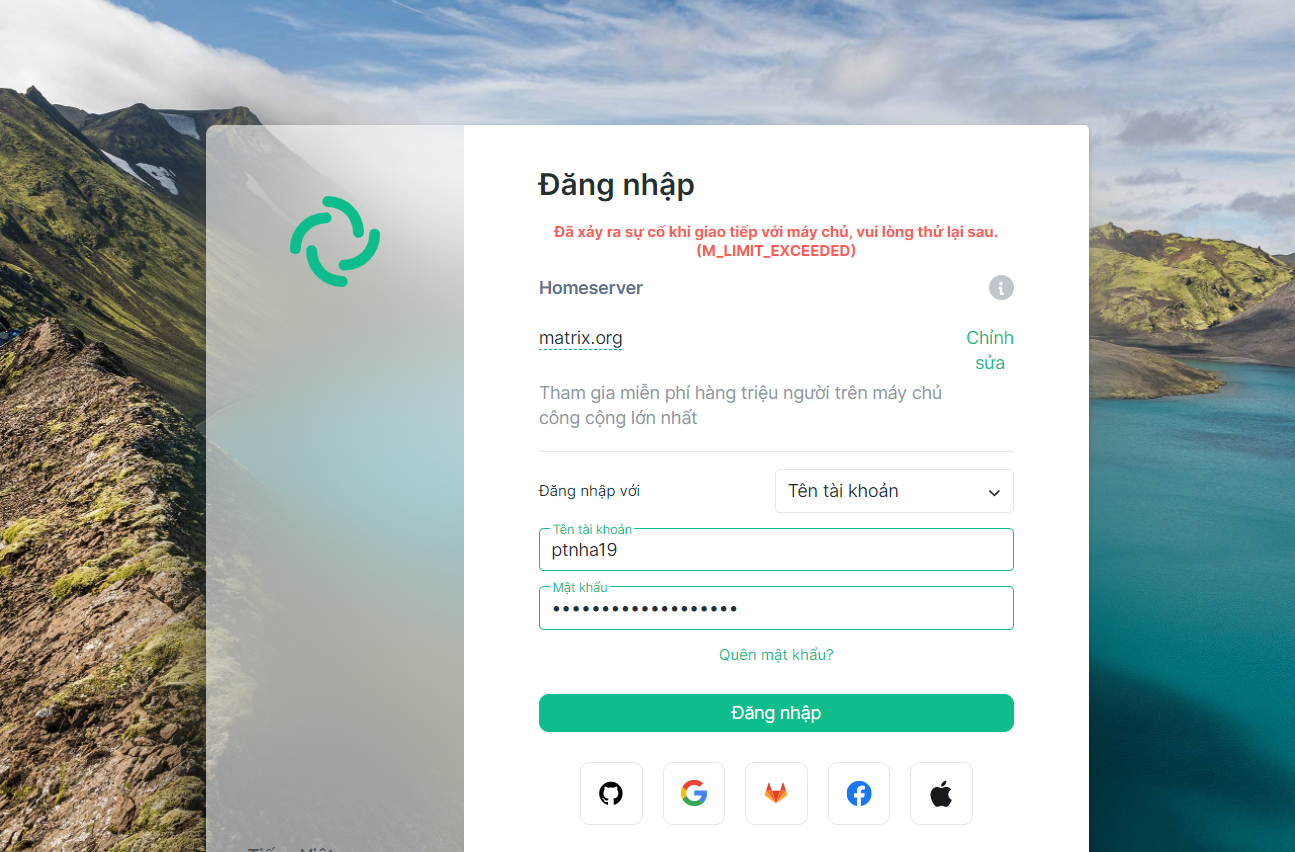 Đăng nhập
Đã xảy ra sự cố khi giao tiếp với máy chủ, vui lòng thử lại sau.
(M_LIMIT_EXCEEDED)
Homeserver
matrix.org
Chỉnh
sửa
Tham gia miễn phí hàng triệu người trên máy chủ
công cộng lớn nhất
Đăng nhập với
Tên tài khoản
Tên tài khoản
ptnha19
Mật khẩu
•••••••••••••••••••
Quên mật khẩu?
Đăng nhập